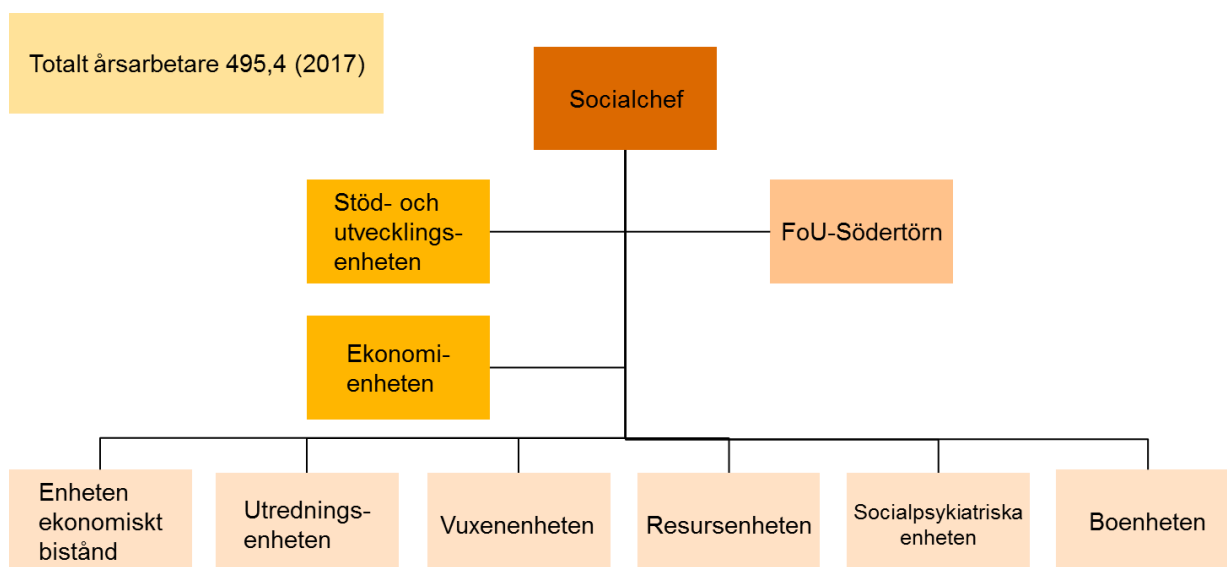 Totalt årsarbetare 495,4 (2017)
Socialchef
Stöd- och
utvecklings-
enheten
FoU-Södertörn
Ekonomi-
enheten
Enheten
ekonomiskt
bistånd
Utrednings-
enheten
Vuxenenheten
Resursenheten
Socialpsykiatriska
enheten
Boenheten